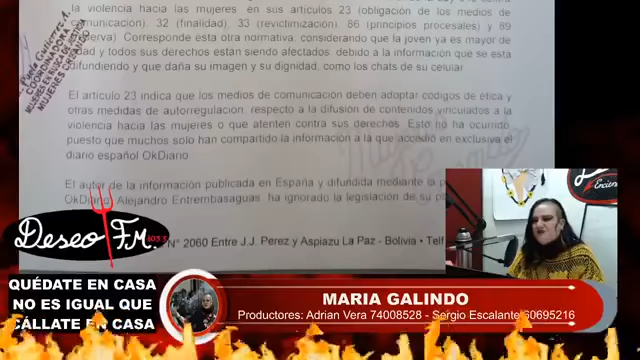 la violencia hacia las mujeres en sus artículos 23 (obligación de los medios de
comunicación), 32 (finalidad), 33 (revictimización), 86 (principios procesales) y 89
(reserva). Corresponde esta otra normativa, considerando que la joven ya es mayor de
edad y todos sus derechos están siendo afectados, debido a la información que se está
difundiendo y que daña su imagen y su dignidad, como los chats de su celular
El artículo 23 indica que los medios de comunicación deben adoptar códigos de ética y
otras medidas de autorregulación, respecto a la difusión de contenidos vinculados a la
violencia hacia las mujeres o que atenten contra sus derechos. Esto no ha ocurrido
puesto que muchos solo han compartido la información a la que accedió en exclusiva el
diario español OkDiario
El autor de la información publicada en España y difundida mediante la
OkDiario Alejandro Entrembasaguas, ha ignorado la legislación de su
N° 2060 Entre J.J. Perez y Aspiazu La Paz - Bolivia - Telf
Deseo FM 103.3
QUÉDATE EN CASA
NO ES IGUAL QUE
CÁLLATE EN CASA
MARIA GALINDO
Productores: Adrian Vera 74008528 - Sergio Escalante 60695216